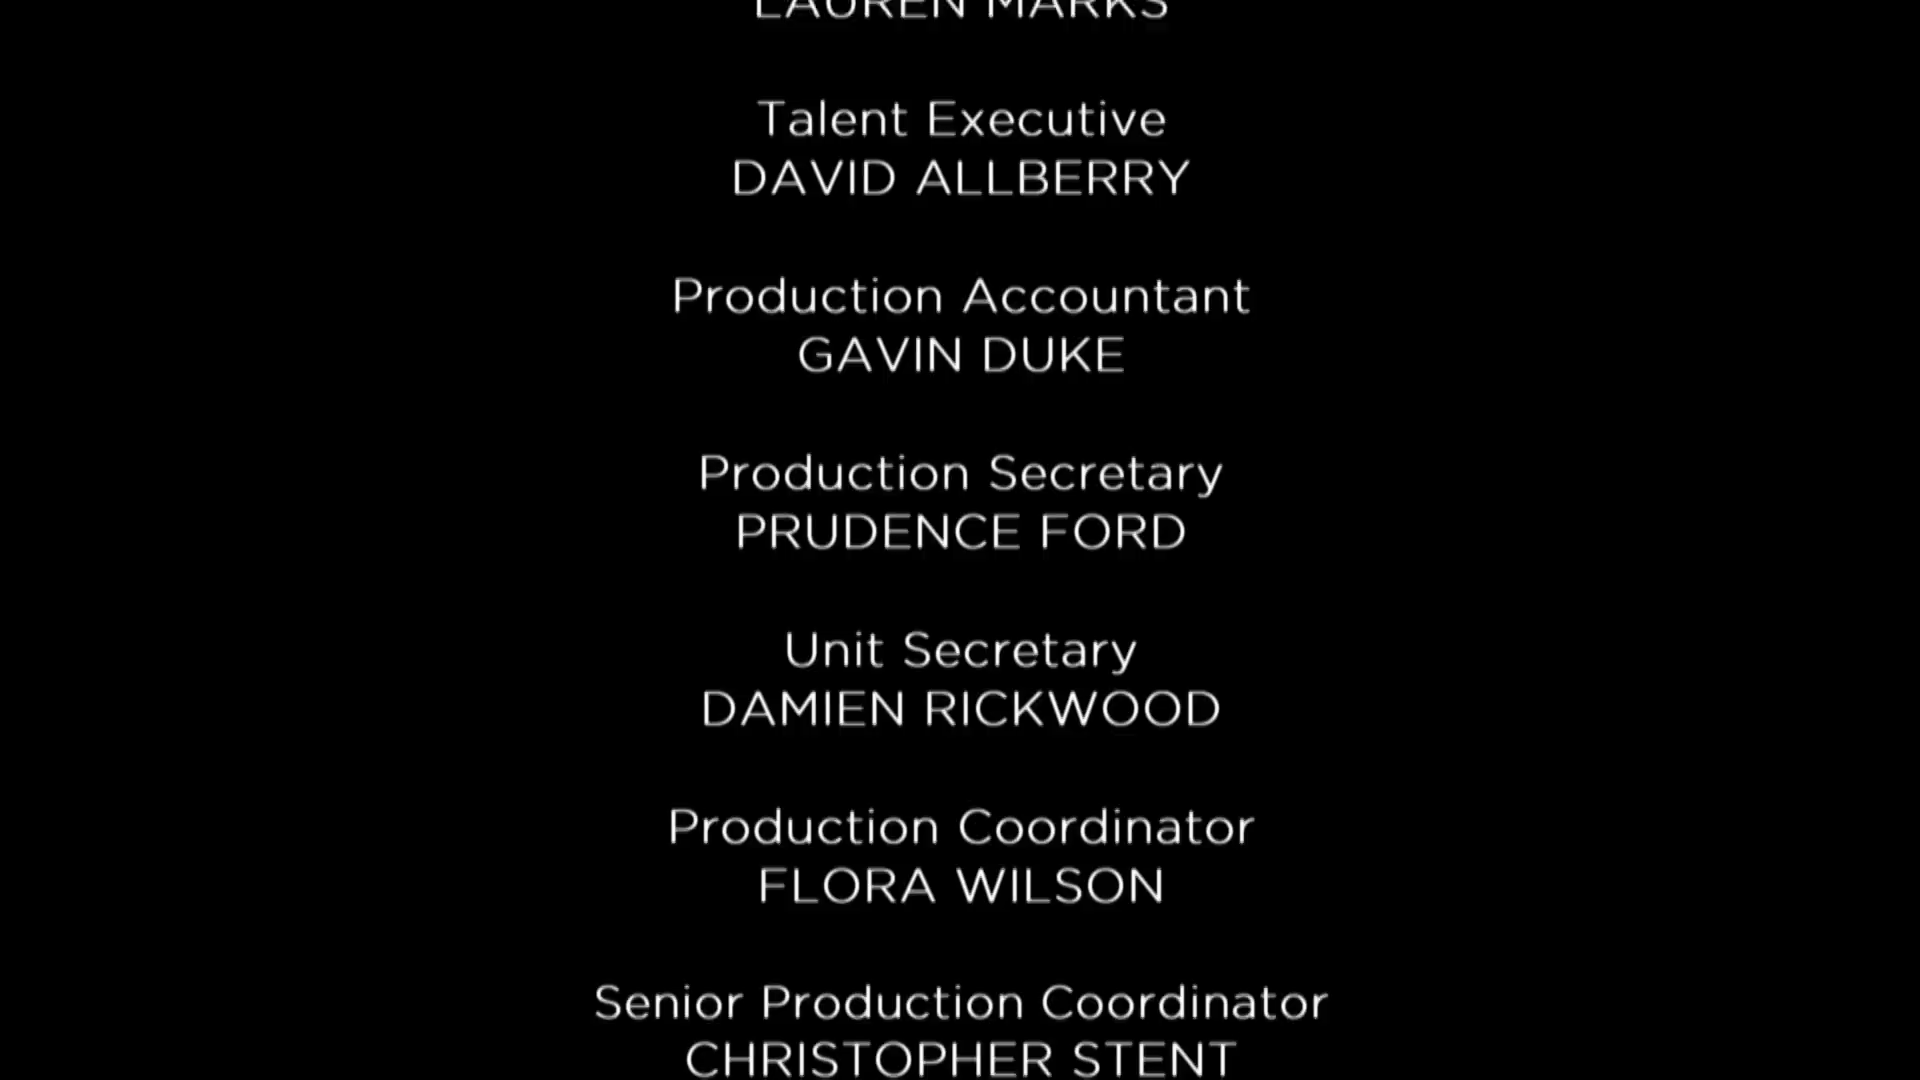 LAUREN MARKS
Talent Executive
DAVID ALLBERRY
Production Accountant
GAVIN DUKE
Production Secretary
PRUDENCE FORD
Unit Secretary
DAMIEN RICKWOOD
Production Coordinator
FLORA WILSON
Senior Production Coordinator
CHRISTOPHER STENT